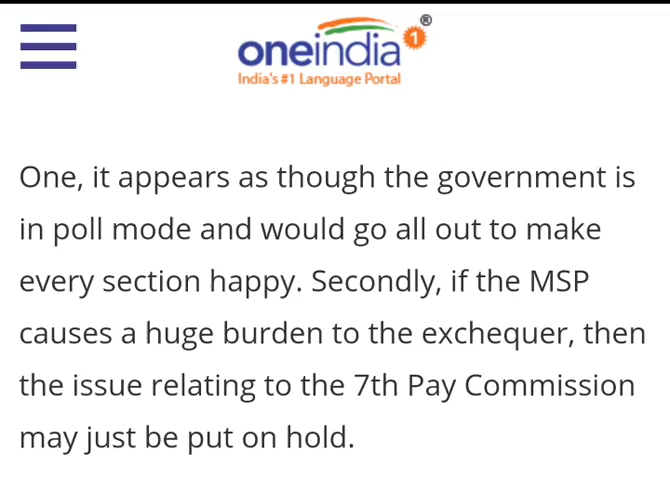 oneindia
1
®
India's #1 Language Portal
One, it appears as though the government is
in poll mode and would go all out to make
every section happy. Secondly, if the MSP
causes a huge burden to the exchequer, then
the issue relating to the 7th Pay Commission
may just be put on hold.